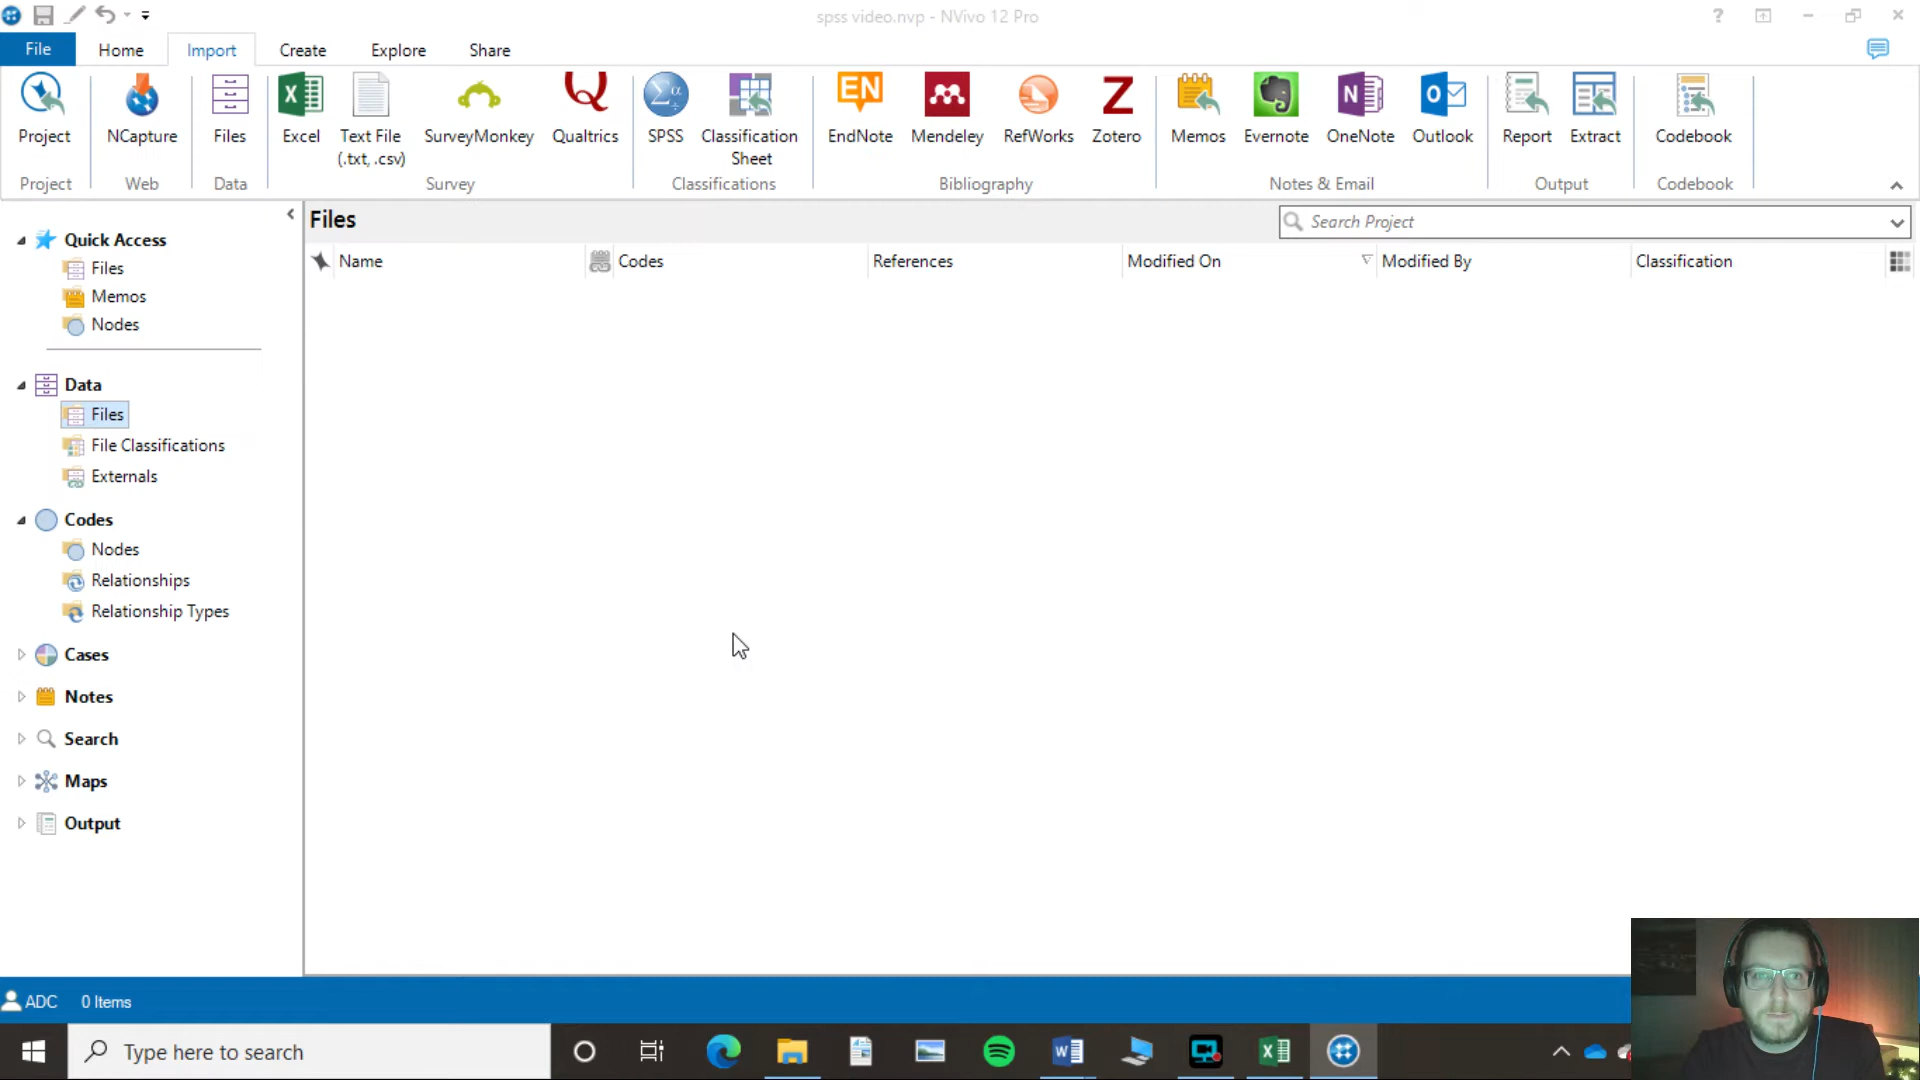 spss video.nvp - NVivo 12 Pro
?
File Home Import Create Explore Share
Project NCapture Files Excel Text File (.txt, .csv) SurveyMonkey Qualtrics SPSS Classification Sheet EN EndNote Mendeley RefWorks Z Zotero Memos Evernote N OneNote Outlook Report Extract Codebook
Project Web Data Survey Classifications Bibliography Notes & Email Output Codebook
Files
Search Project
Name Codes References Modified On Modified By Classification
Quick Access
Files
Memos
Nodes
Data
Files
File Classifications
Externals
Codes
Nodes
Relationships
Relationship Types
Cases
Notes
Search
Maps
Output
ADC 0 Items
Type here to search